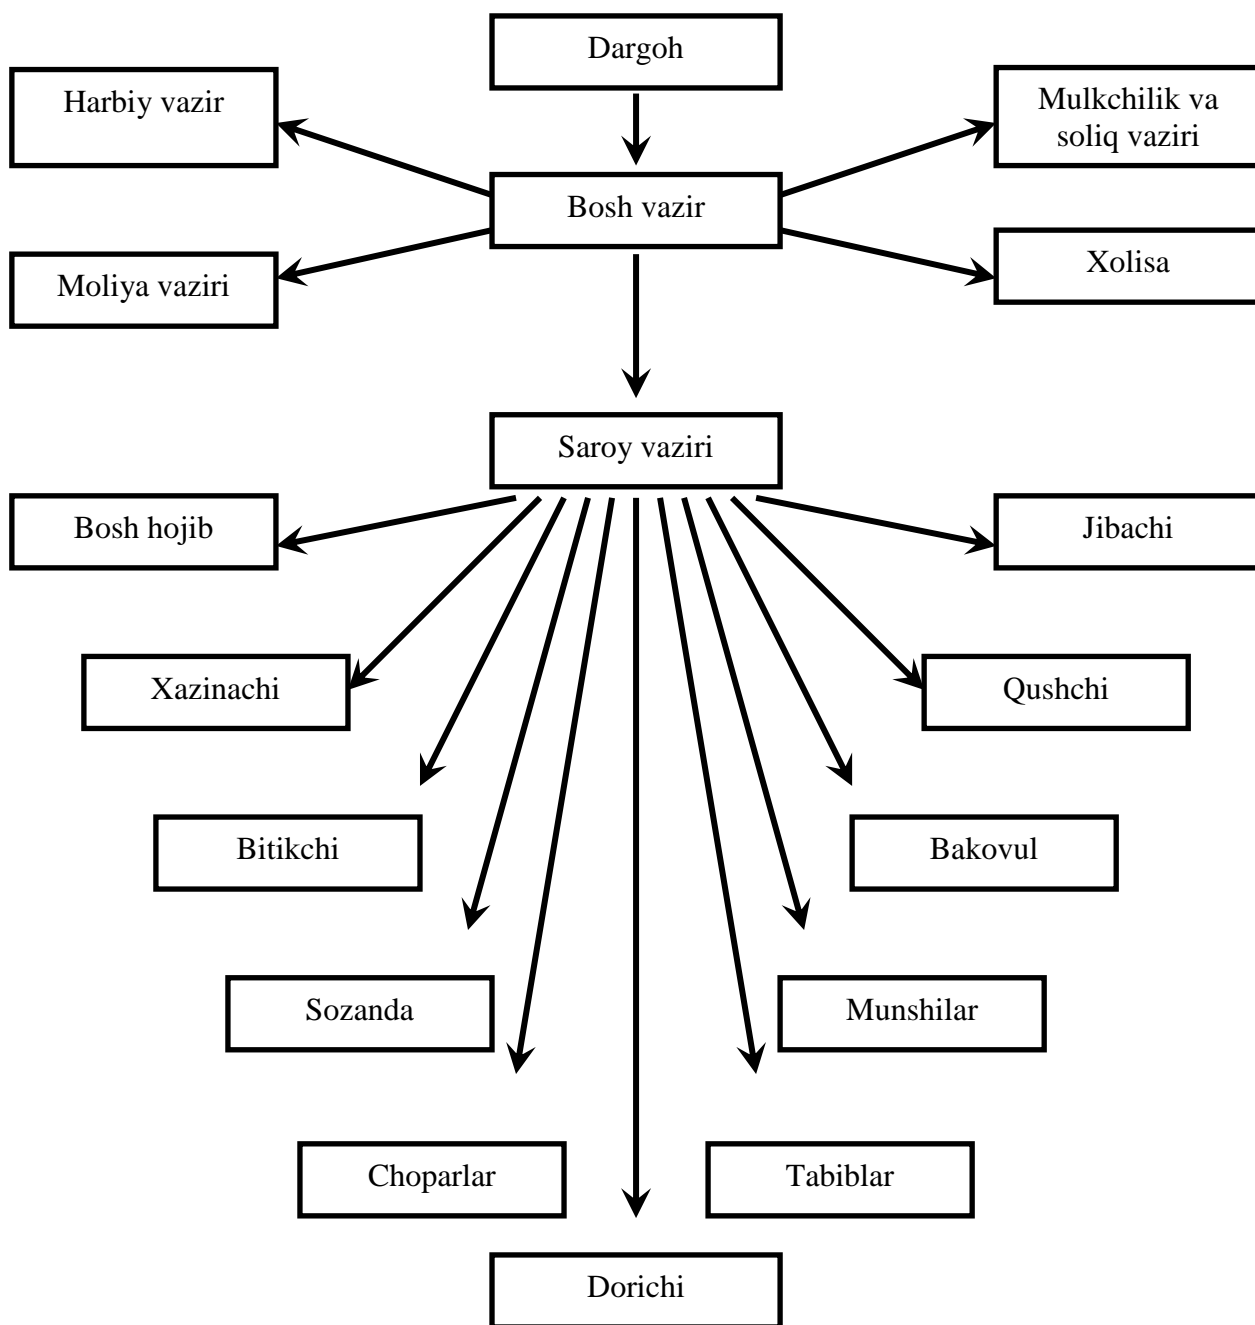 Dargoh
Harbiy vazir
Mulkchilik va
soliq vaziri
Bosh vazir
Moliya vaziri
Xolisa
Saroy vaziri
Bosh hojib
Jibachi
Xazinachi
Qushchi
Bitikchi
Bakovul
Sozanda
Munshilar
Choparlar
Tabiblar
Dorichi